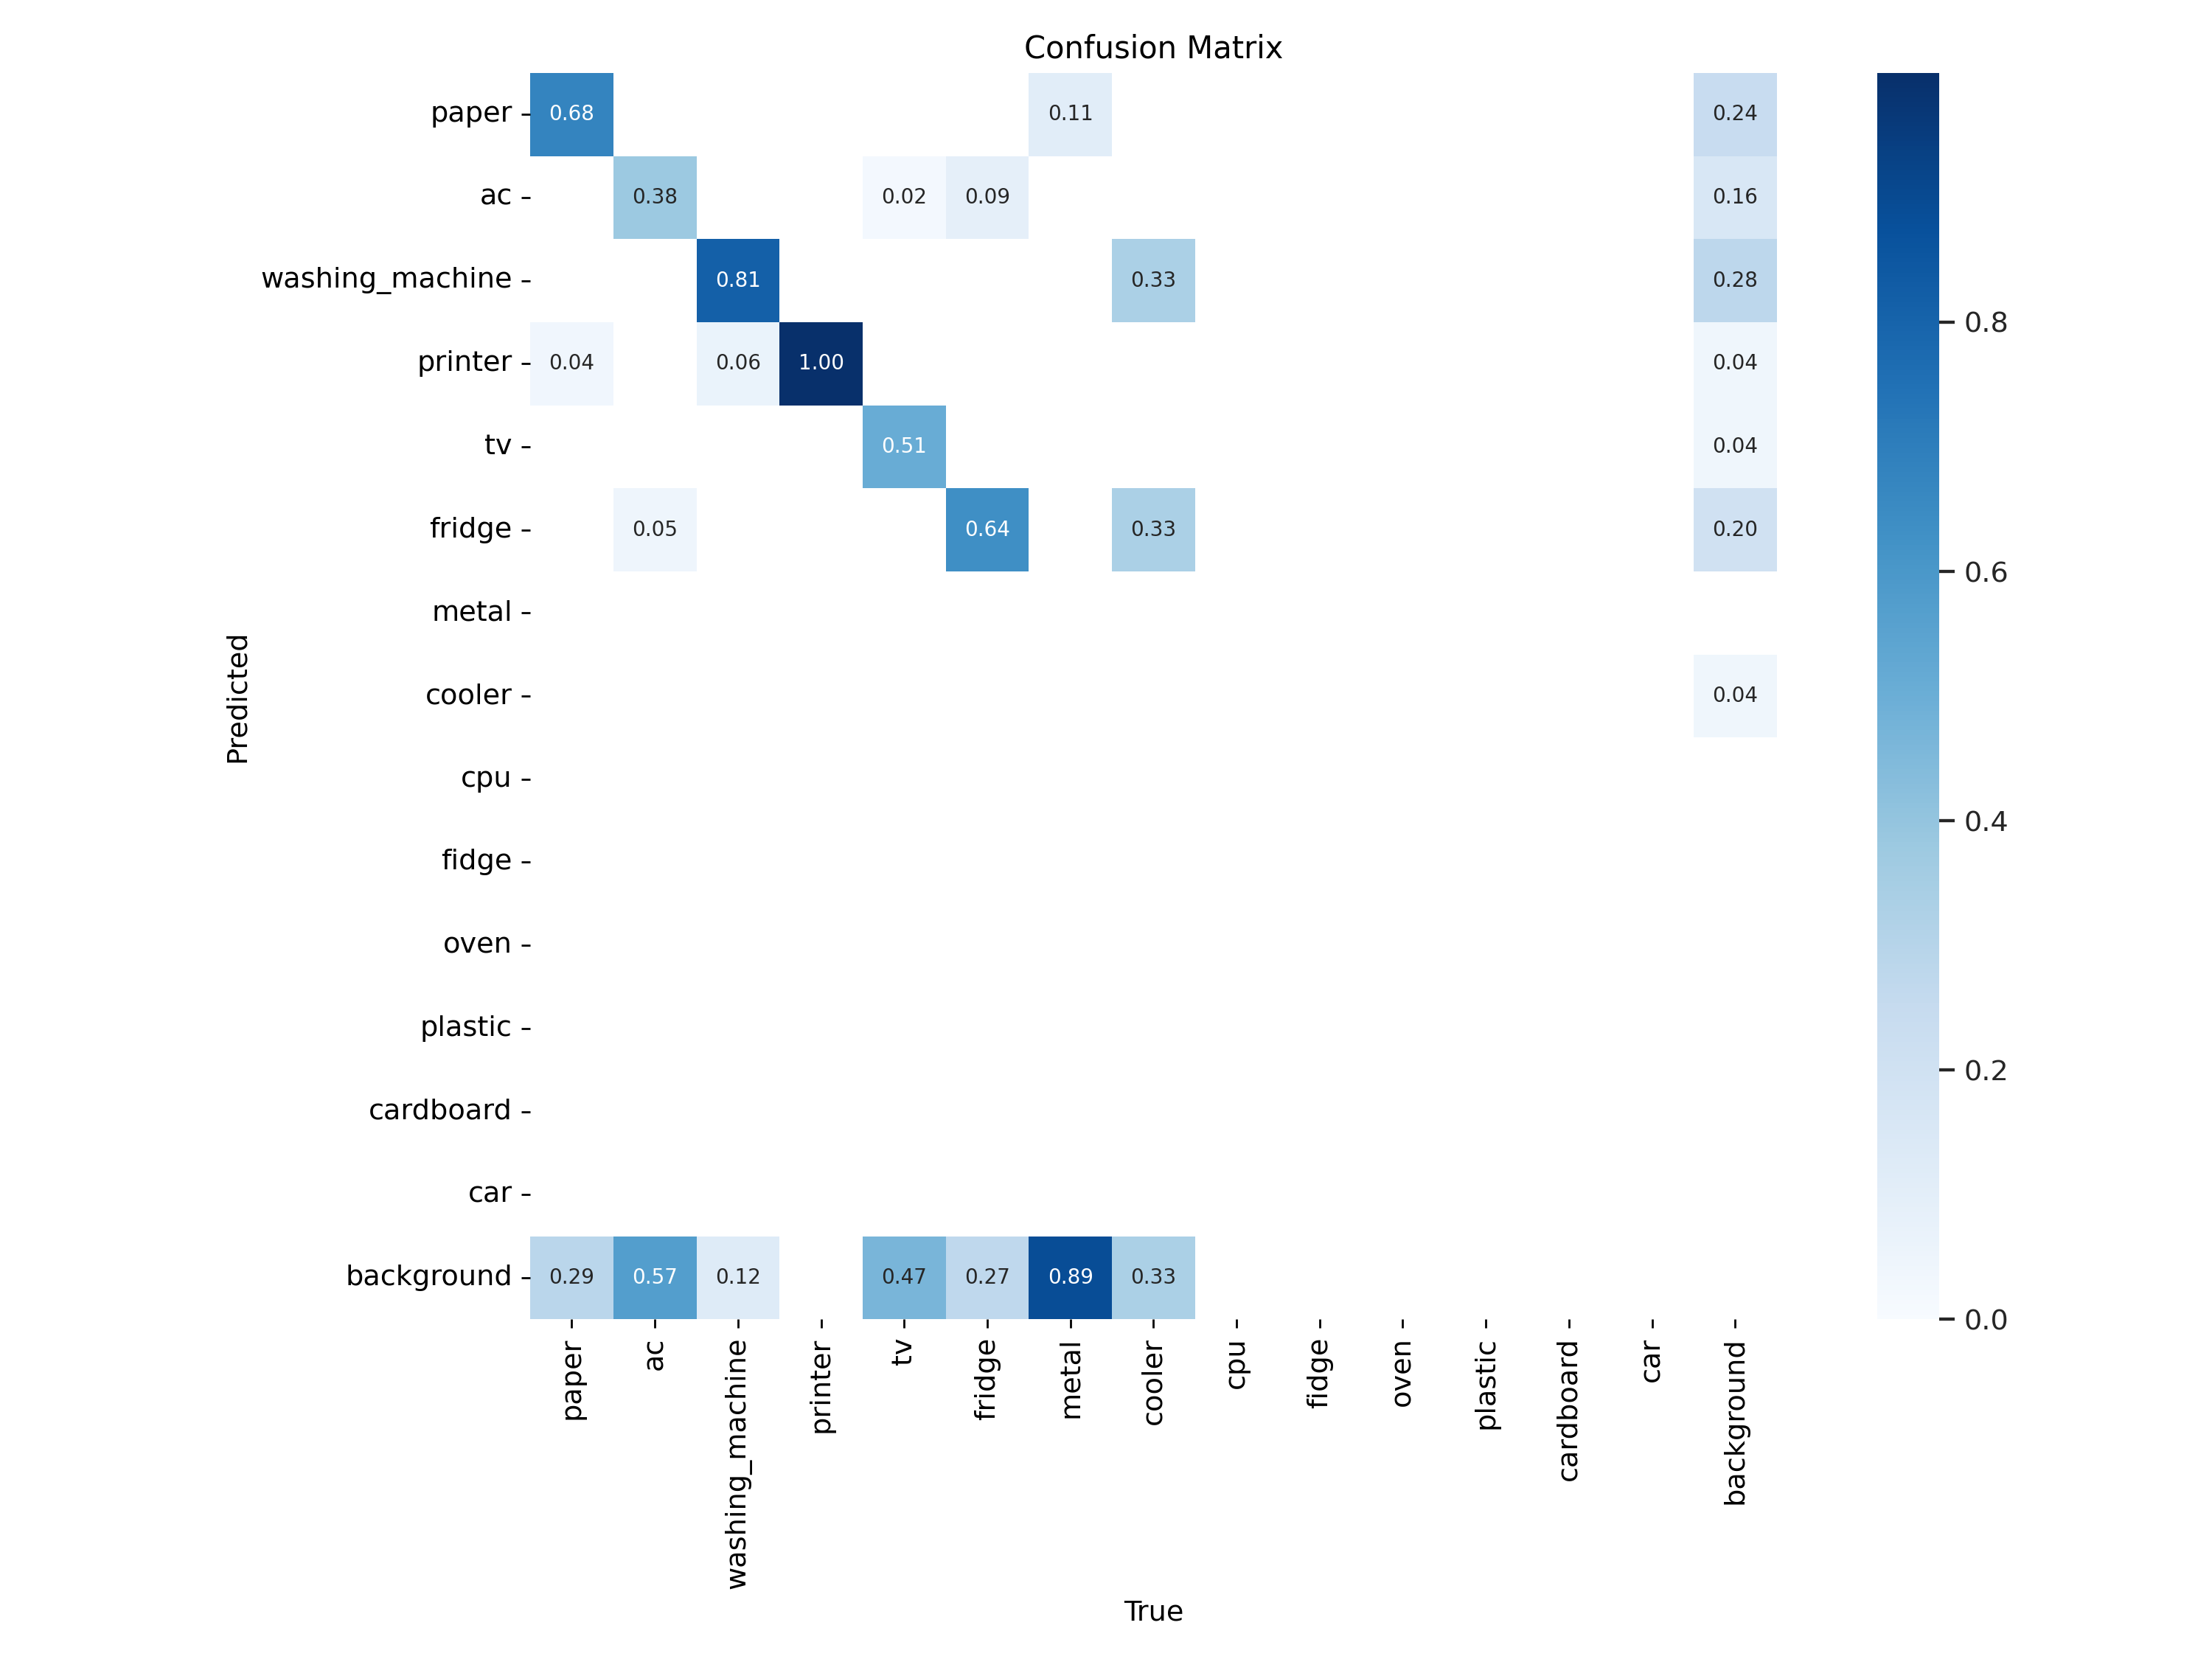 Confusion Matrix
paper 0.68 0.11 0.24
ac 0.38 0.02 0.09 0.16
washing_machine 0.81 0.33 0.28
printer 0.04 0.06 1.00 0.04
tv 0.51 0.04
fridge 0.05 0.64 0.33 0.20
metal
cooler 0.04
cpu
fidge
oven
plastic
cardboard
car
background 0.29 0.57 0.12 0.47 0.27 0.89 0.33
Predicted
paper ac washing_machine printer tv fridge metal cooler cpu fidge oven plastic cardboard car background
True
0.8
0.6
0.4
0.2
0.0